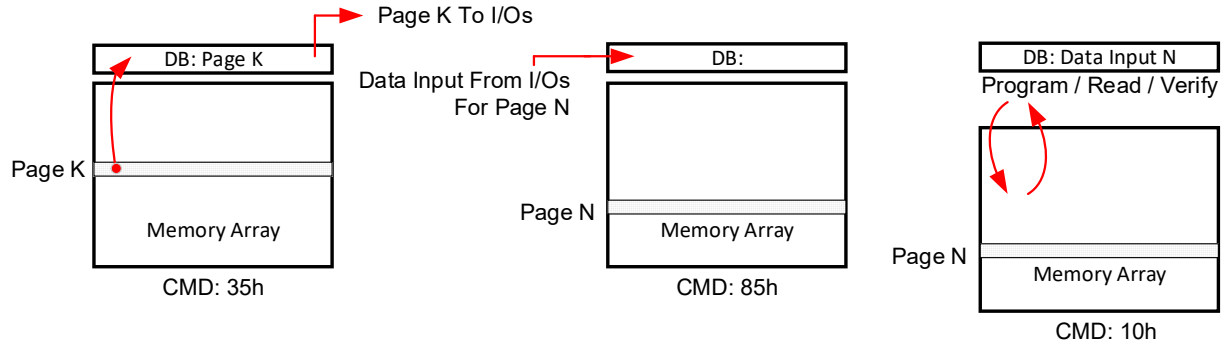 Page K To I/Os
DB: Page K
Page K
Memory Array
CMD: 35h
DB:
Data Input From I/Os
For Page N
Page N
Memory Array
CMD: 85h
DB: Data Input N
Program / Read / Verify
Page N
Memory Array
CMD: 10h